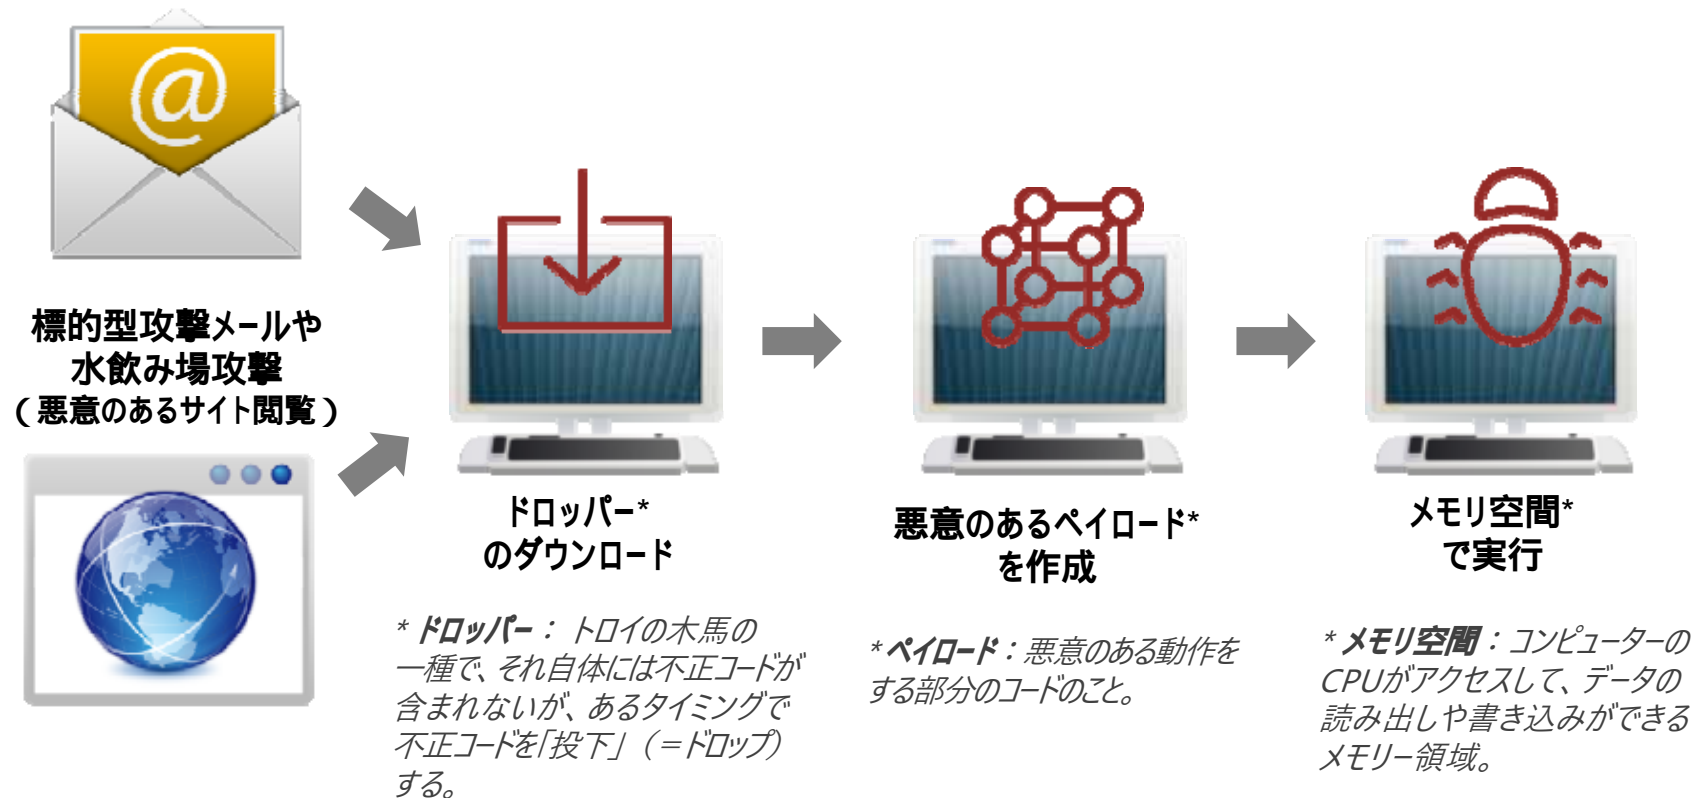 標的型攻撃メールや
水飲み場攻撃
(悪意のあるサイト閲覧)
ドロッパー*
のダウンロード
* ドロッパー： トロイの木馬の
一種で、それ自体には不正コードが
含まれないが、あるタイミングで
不正コードを「投下」（＝ドロップ）
する。
悪意のあるペイロード*
を作成
* ペイロード：悪意のある動作を
する部分のコードのこと。
メモリ空間*
で実行
* メモリ空間：コンピューターの
CPUがアクセスして、データの
読み出しや書き込みができる
メモリー領域。